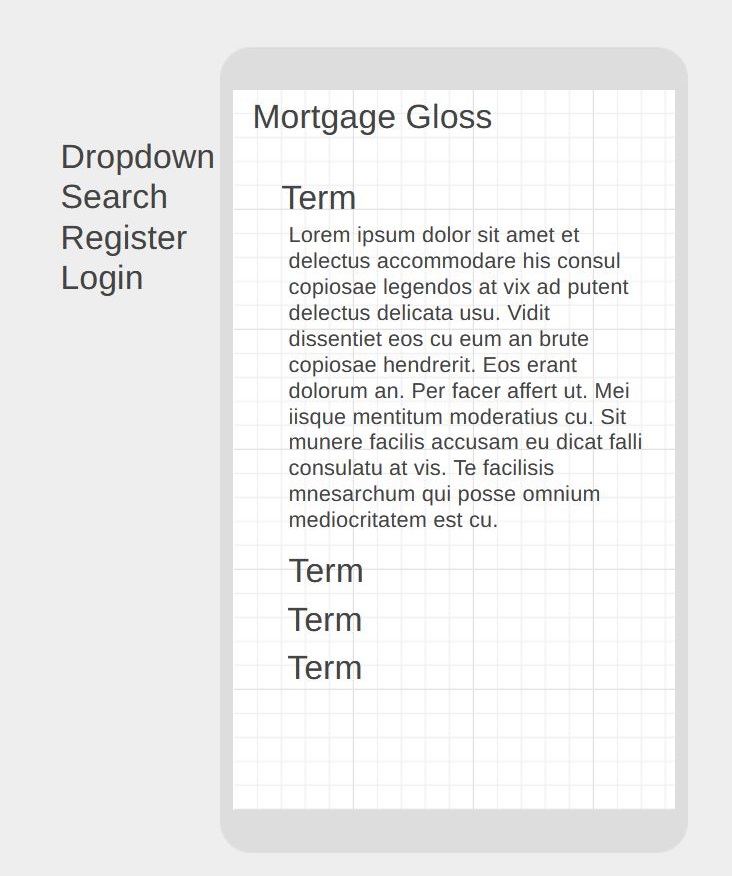 Dropdown
Search
Register
Login
Mortgage Gloss
Term
Lorem ipsum dolor sit amet et
delectus accommodare his consul
copiosae legendos at vix ad putent
delectus delicata usu. Vidit
dissentiet eos cu eum an brute
copiosae hendrerit. Eos erant
dolorum an. Per facer affert ut. Mei
iisque mentitum moderatius cu. Sit
munere facilis accusam eu dicat falli
consulatu at vis. Te facilisis
mnesarchum qui posse omnium
mediocritatem est cu.
Term
Term
Term